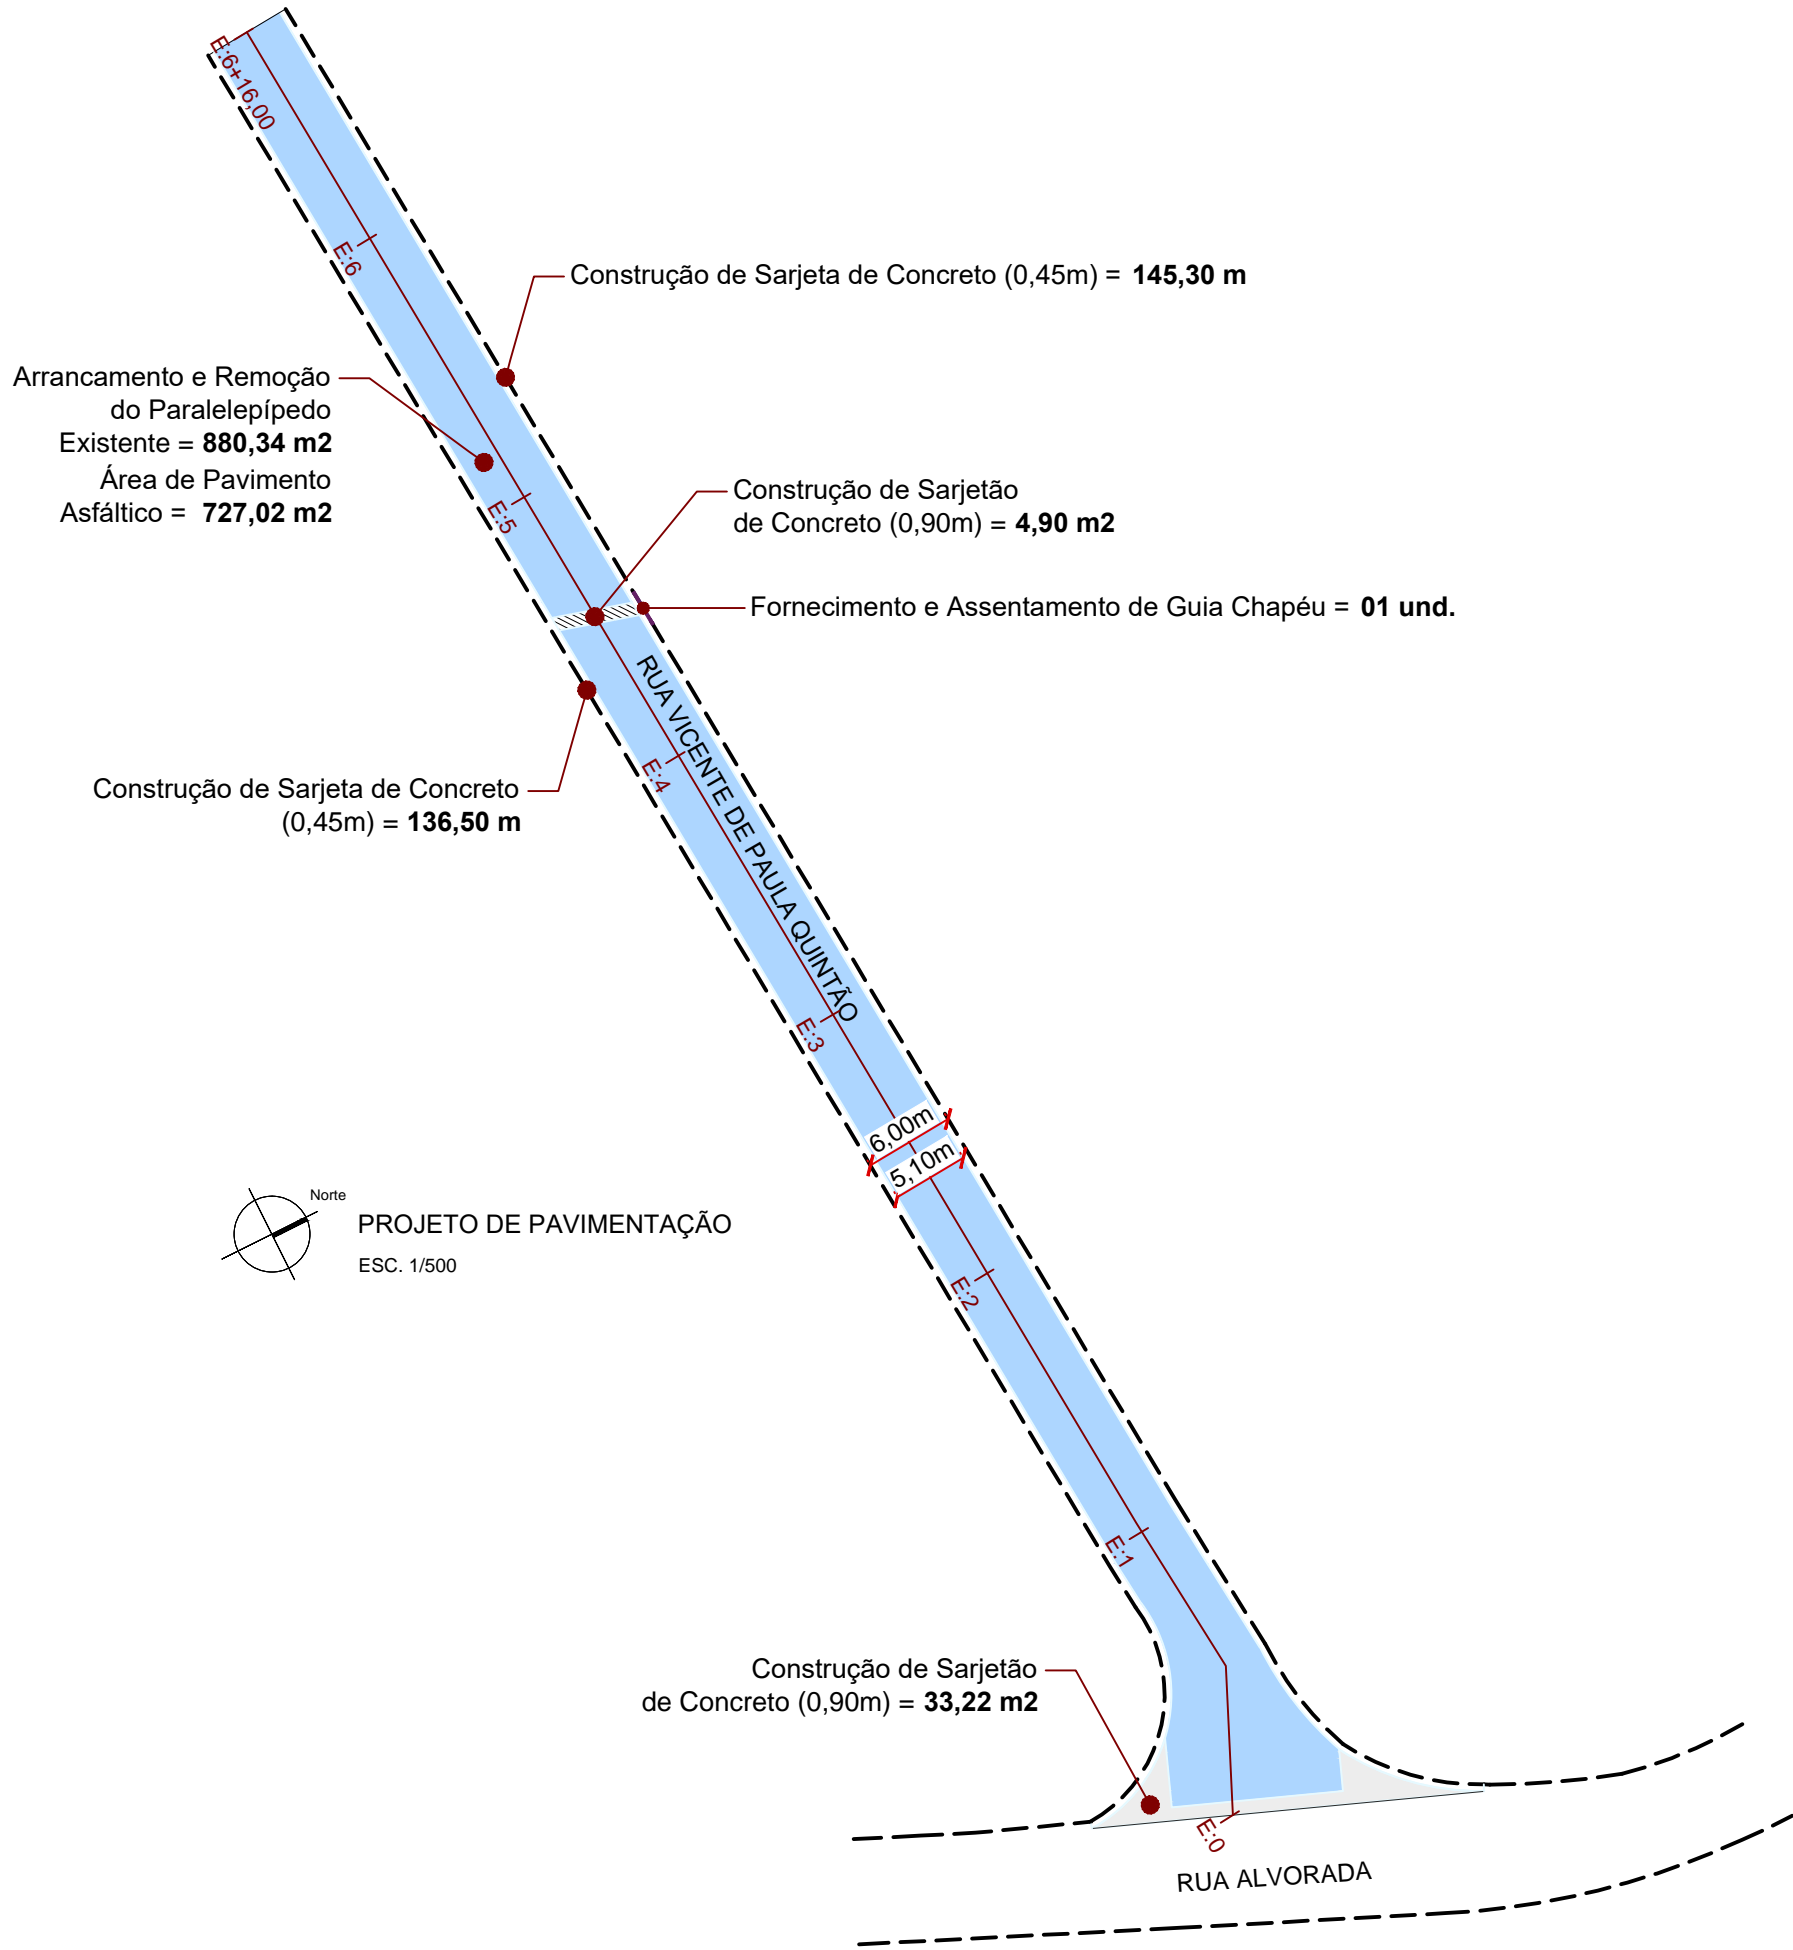 E:6+16,00
E:6
Construção de Sarjeta de Concreto (0,45m) = 145,30 m
Arrancamento e Remoção
do Paralelepípedo
Existente = 880,34 m2
Área de Pavimento
Asfáltico = 727,02 m2
E:5
Construção de Sarjetão
de Concreto (0,90m) = 4,90 m2
Fornecimento e Assentamento de Guia Chapéu = 01 und.
RUA VICENTE DE PAULA QUINTÃO
E:4
Construção de Sarjeta de Concreto
(0,45m) = 136,50 m
E:3
6,00m
5,10m
Norte
PROJETO DE PAVIMENTAÇÃO
ESC. 1/500
E:2
E:1
Construção de Sarjetão
de Concreto (0,90m) = 33,22 m2
E:0
RUA ALVORADA